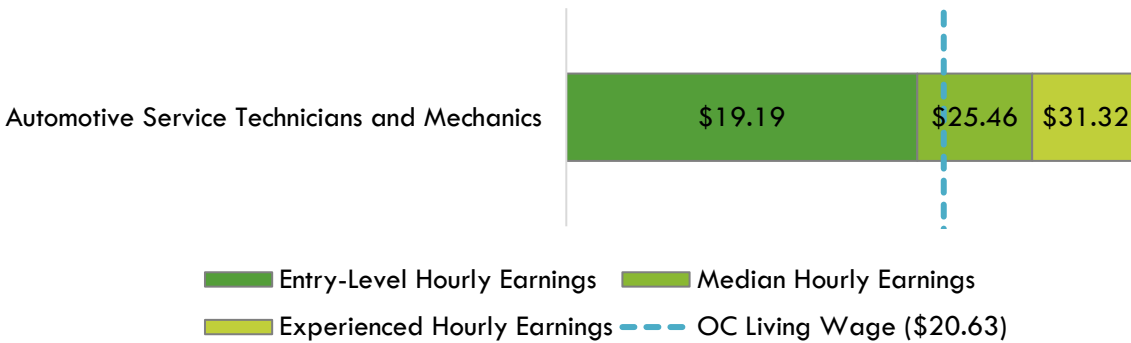 Automotive Service Technicians and Mechanics $19.19 $25.46 $31.32
Entry-Level Hourly Earnings Median Hourly Earnings
Experienced Hourly Earnings OC Living Wage ($20.63)